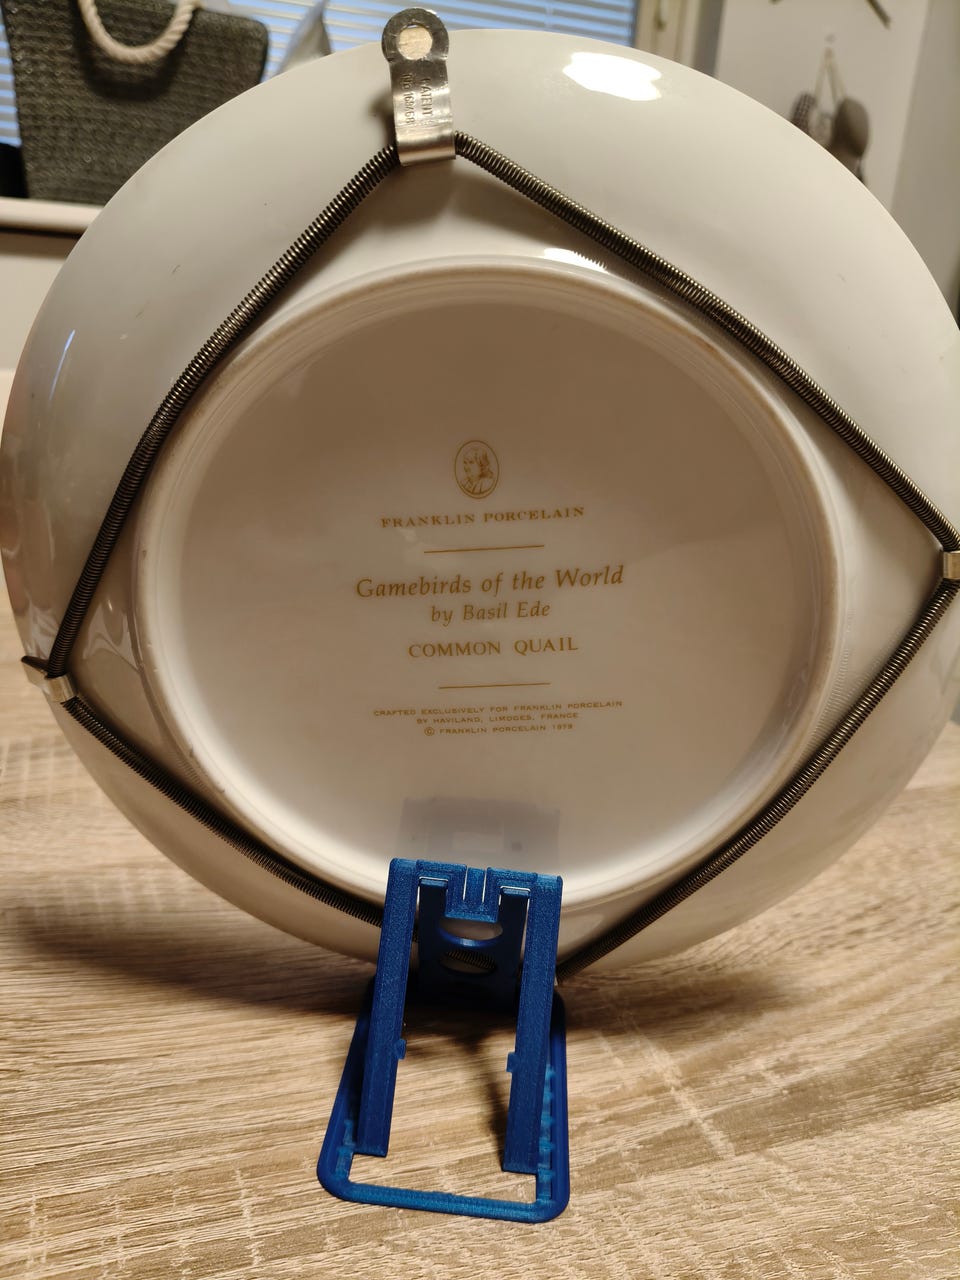 PATENT
FRANKLIN PORCELAIN
Gamebirds of the World
by Basil Ede
COMMON QUAIL
CRAFTED EXCLUSIVELY FOR FRANKLIN PORCELAIN
BY HAVILAND, LIMOGES, FRANCE
© FRANKLIN PORCELAIN 1979